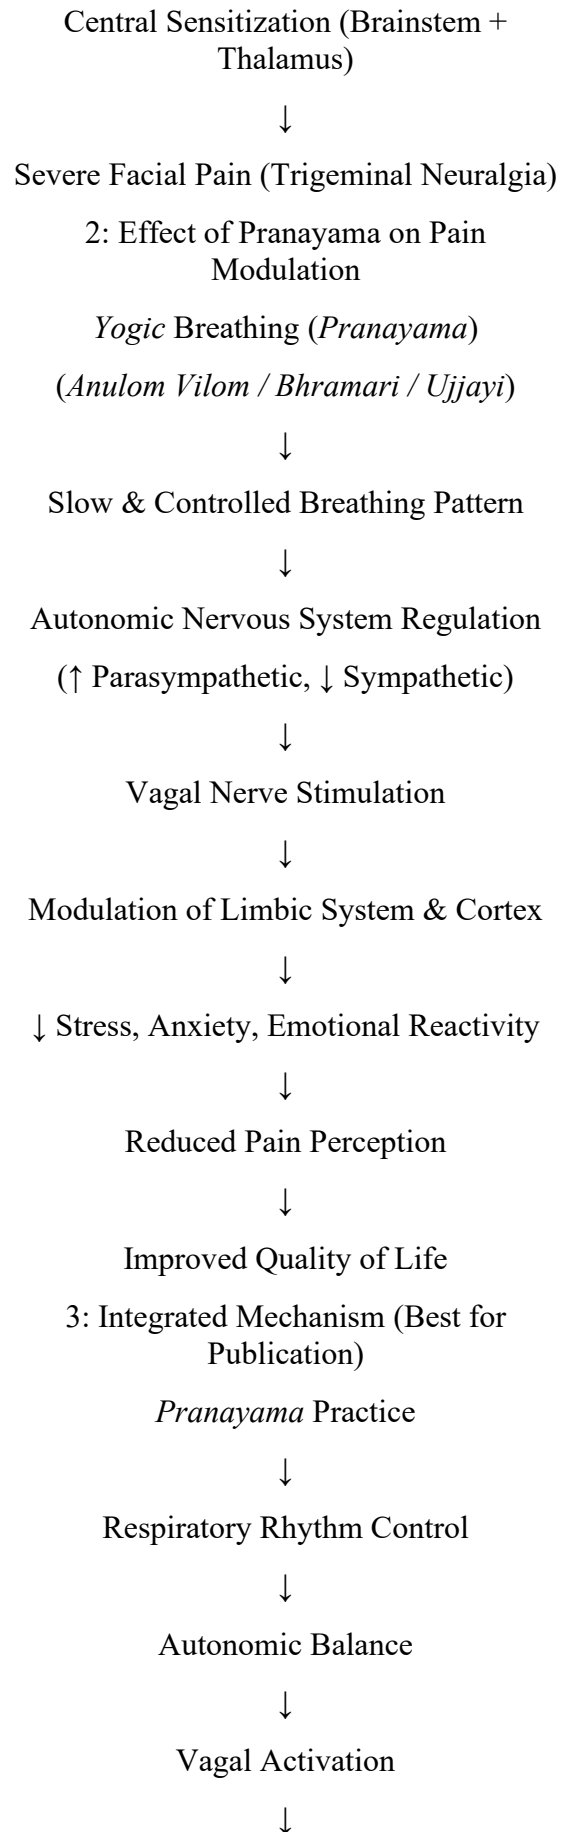 Central Sensitization (Brainstem +
Thalamus)
↓
Severe Facial Pain (Trigeminal Neuralgia)
2: Effect of Pranayama on Pain
Modulation
Yogic Breathing (Pranayama)
(Anulom Vilom / Bhramari / Ujjayi)
↓
Slow & Controlled Breathing Pattern
↓
Autonomic Nervous System Regulation
(↑ Parasympathetic, ↓ Sympathetic)
↓
Vagal Nerve Stimulation
↓
Modulation of Limbic System & Cortex
↓
↓ Stress, Anxiety, Emotional Reactivity
↓
Reduced Pain Perception
↓
Improved Quality of Life
3: Integrated Mechanism (Best for
Publication)
Pranayama Practice
↓
Respiratory Rhythm Control
↓
Autonomic Balance
↓
Vagal Activation
↓